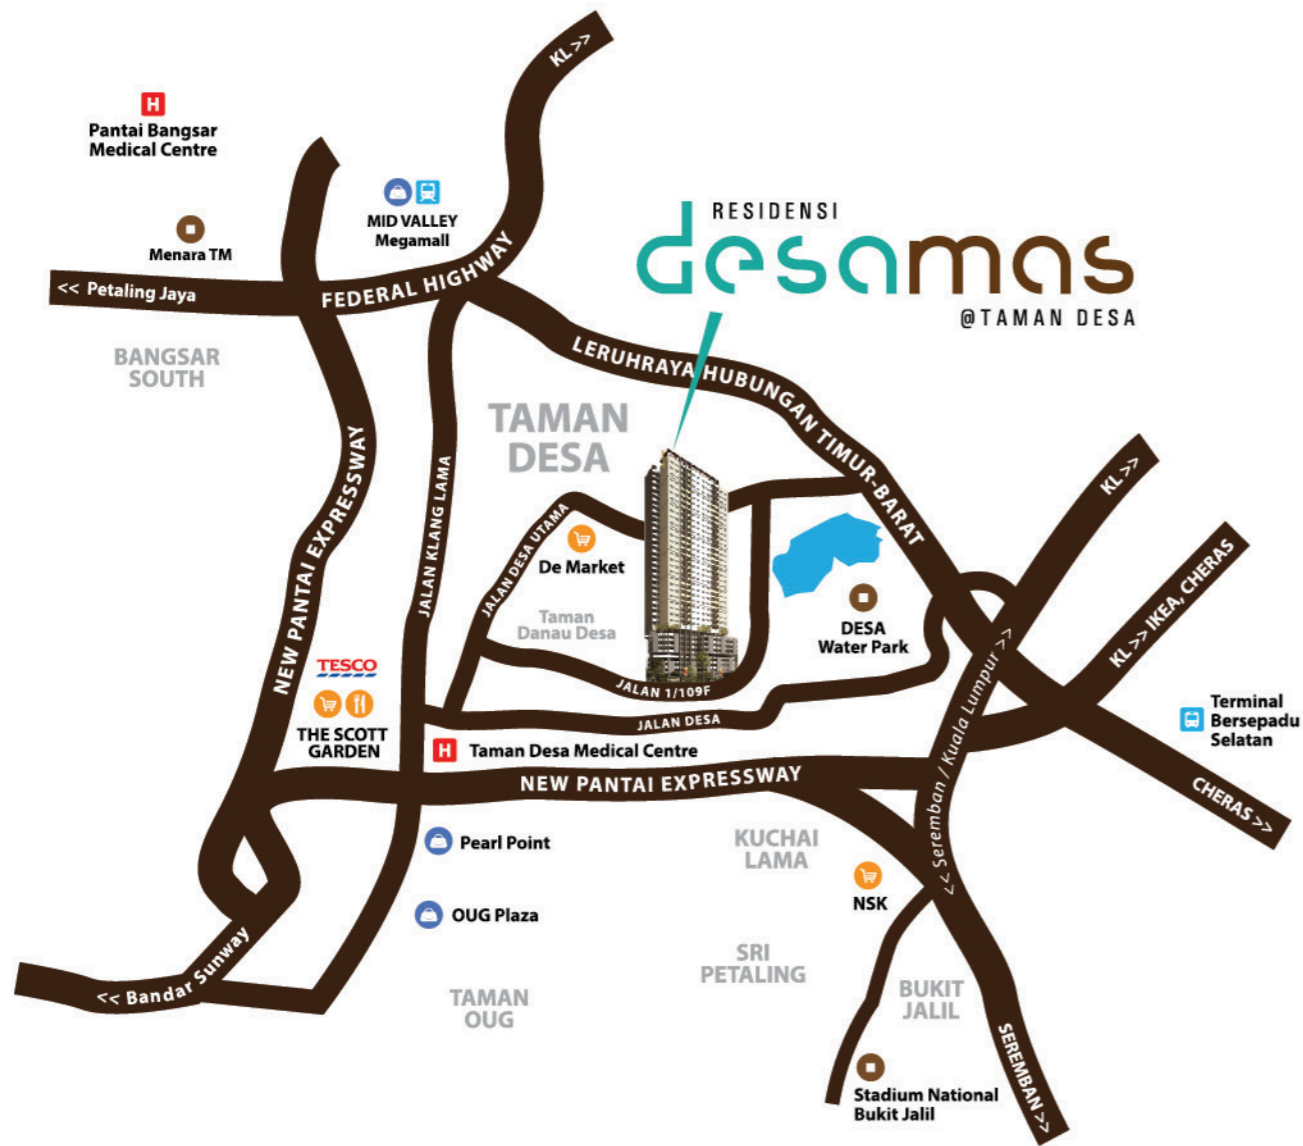 KL >>
H
Pantai Bangsar
Medical Centre
MID VALLEY
Megamall
Menara TM
RESIDENSI
desamas
@TAMAN DESA
<< Petaling Jaya
FEDERAL HIGHWAY
BANGSAR
SOUTH
LERUHRAYA HUBUNGAN TIMUR-BARAT
TAMAN
DESA
NEW PANTAI EXPRESSWAY
JALAN KLANG LAMA
JALAN DESA UTAMA
De Market
Taman
Danau Desa
DESA
Water Park
KL >>
KL >> IKEA, CHERAS
TESCO
THE SCOTT
GARDEN
JALAN 1/109F
JALAN DESA
<< Seremban / Kuala Lumpur >>
Terminal
Bersepadu
Selatan
H
Taman Desa Medical Centre
NEW PANTAI EXPRESSWAY
CHERAS >>
Pearl Point
KUCHAI
LAMA
NSK
OUG Plaza
SRI
PETALING
<< Bandar Sunway
TAMAN
OUG
BUKIT
JALIL
SEREMBAN >>
Stadium National
Bukit Jalil